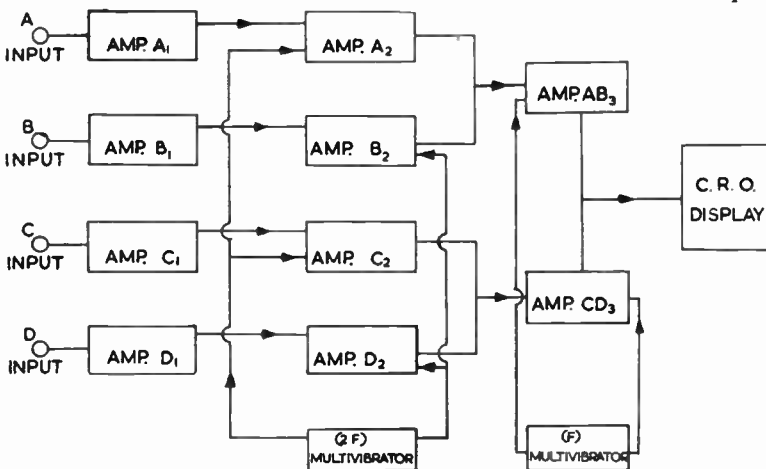 A
INPUT
AMP. A₁
AMP. A₂
AMP. AB₃
B
INPUT
AMP. B₁
AMP. B₂
C. R. O.
DISPLAY
C
INPUT
AMP. C₁
AMP. C₂
AMP. CD₃
D
INPUT
AMP. D₁
AMP. D₂
(2 F)
MULTIVIBRATOR
(F)
MULTIVIBRATOR